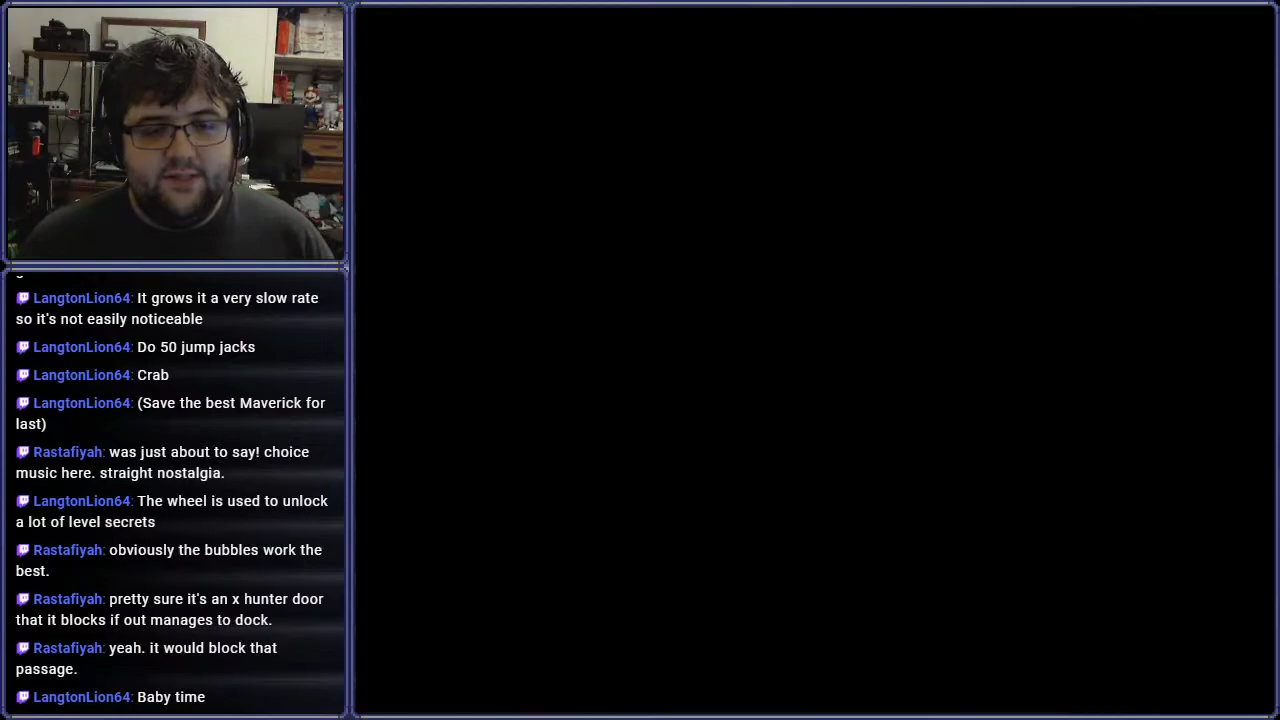 LangtonLion64: It grows it a very slow rate
so it's not easily noticeable
LangtonLion64: Do 50 jump jacks
LangtonLion64: Crab
LangtonLion64: (Save the best Maverick for
last)
Rastafiyah: was just about to say! choice
music here. straight nostalgia.
LangtonLion64: The wheel is used to unlock
a lot of level secrets
Rastafiyah: obviously the bubbles work the
best.
Rastafiyah: pretty sure it's an x hunter door
that it blocks if out manages to dock.
Rastafiyah: yeah. it would block that
passage.
LangtonLion64: Baby time